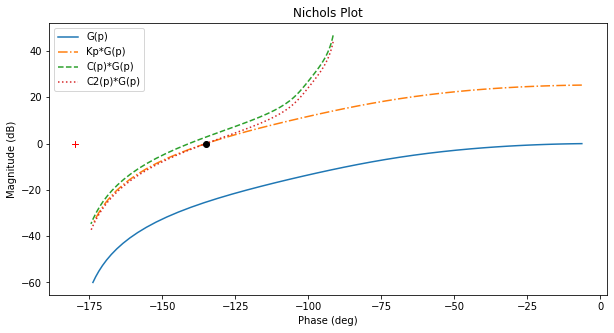 Nichols Plot
G(p)
Kp*G(p)
C(p)*G(p)
C2(p)*G(p)
Magnitude (dB)
40
20
0
−20
−40
−60
−175 −150 −125 −100 −75 −50 −25 0
Phase (deg)